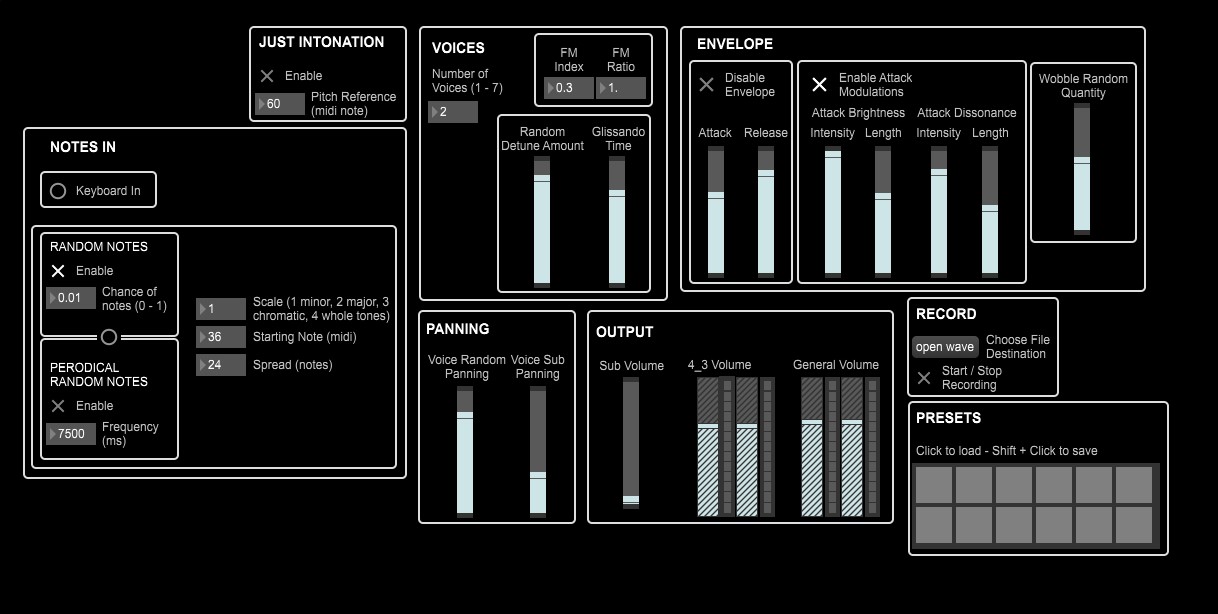 JUST INTONATION
Enable
60
Pitch Reference
(midi note)
NOTES IN
Keyboard In
RANDOM NOTES
Enable
0.01
Chance of
notes (0 - 1)
PERODICAL
RANDOM NOTES
Enable
7500
Frequency
(ms)
1
Scale (1 minor, 2 major, 3
chromatic, 4 whole tones)
36
Starting Note (midi)
24
Spread (notes)
VOICES
Number of
Voices (1 - 7)
2
FM
Index
0.3
FM
Ratio
1.
Random
Detune Amount
Glissando
Time
ENVELOPE
Disable
Envelope
Attack
Release
Enable Attack
Modulations
Attack Brightness
Intensity
Length
Attack Dissonance
Intensity
Length
Wobble Random
Quantity
PANNING
Voice Random
Panning
Voice Sub
Panning
OUTPUT
Sub Volume
4_3 Volume
General Volume
RECORD
open wave
Choose File
Destination
Start / Stop
Recording
PRESETS
Click to load - Shift + Click to save